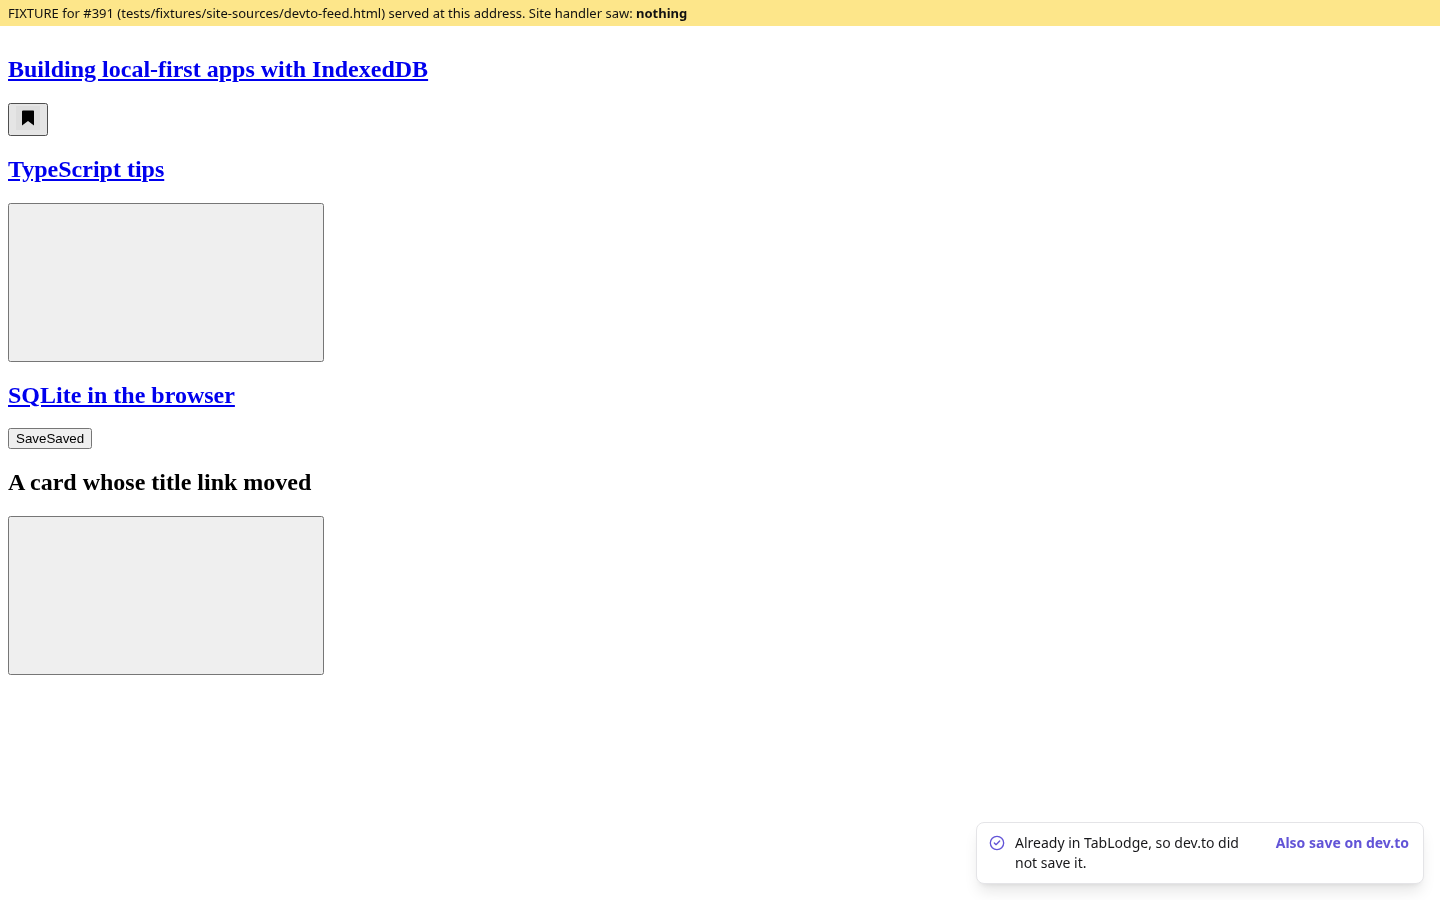 FIXTURE for #391 (tests/fixtures/site-sources/devto-feed.html) served at this address. Site handler saw: nothing
Building local-first apps with IndexedDB
TypeScript tips
SQLite in the browser
SaveSaved
A card whose title link moved
Already in TabLodge, so dev.to did
not save it.
Also save on dev.to